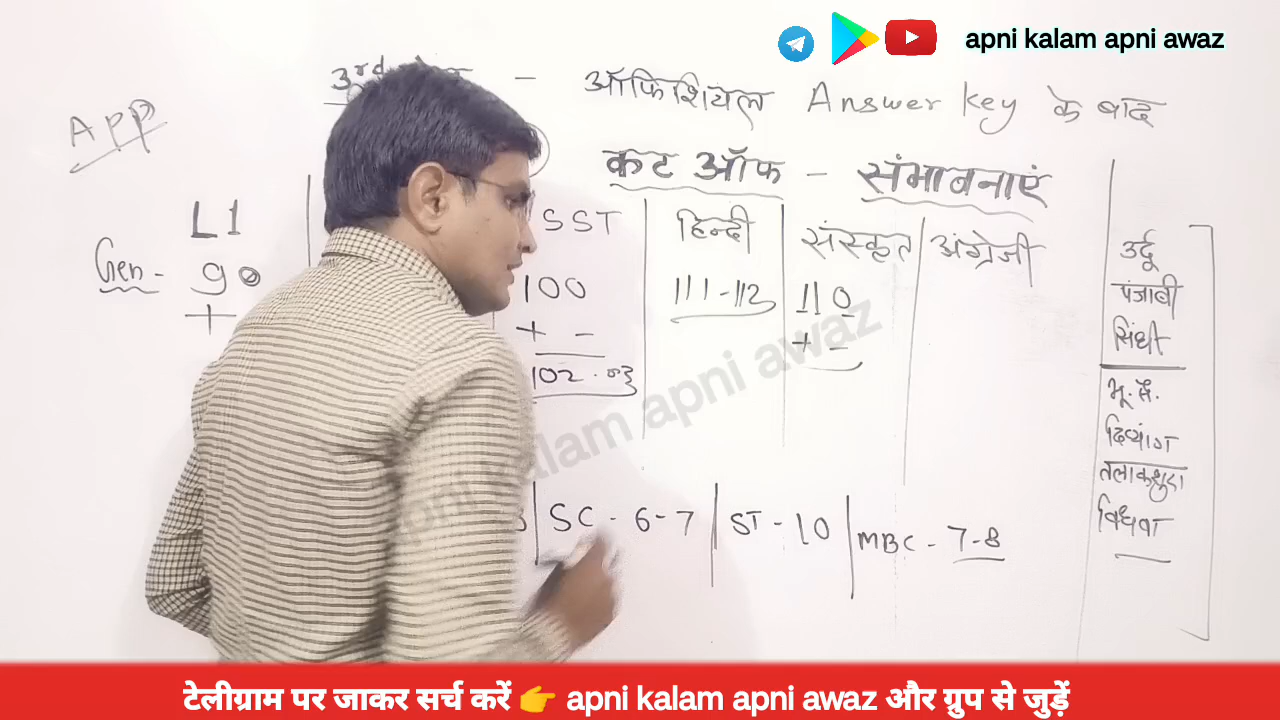 apni kalam apni awaz
3rd - ऑफिशियल Answer Key के बाद
APP
कट ऑफ - संभावनाएं
L1
SST
हिन्दी
संस्कृत
अंग्रेजी
Gen- 90
+
100
+ -
102.03
111-112
110
+ -
उर्दू
पंजाबी
सिंधी
भू.सै.
दिव्यांग
तलाकशुदा
विधवा
SC - 6-7
ST - 10
MBC - 7-8
apni kalam apni awaz
टेलीग्राम पर जाकर सर्च करें 👉 apni kalam apni awaz और ग्रुप से जुड़ें